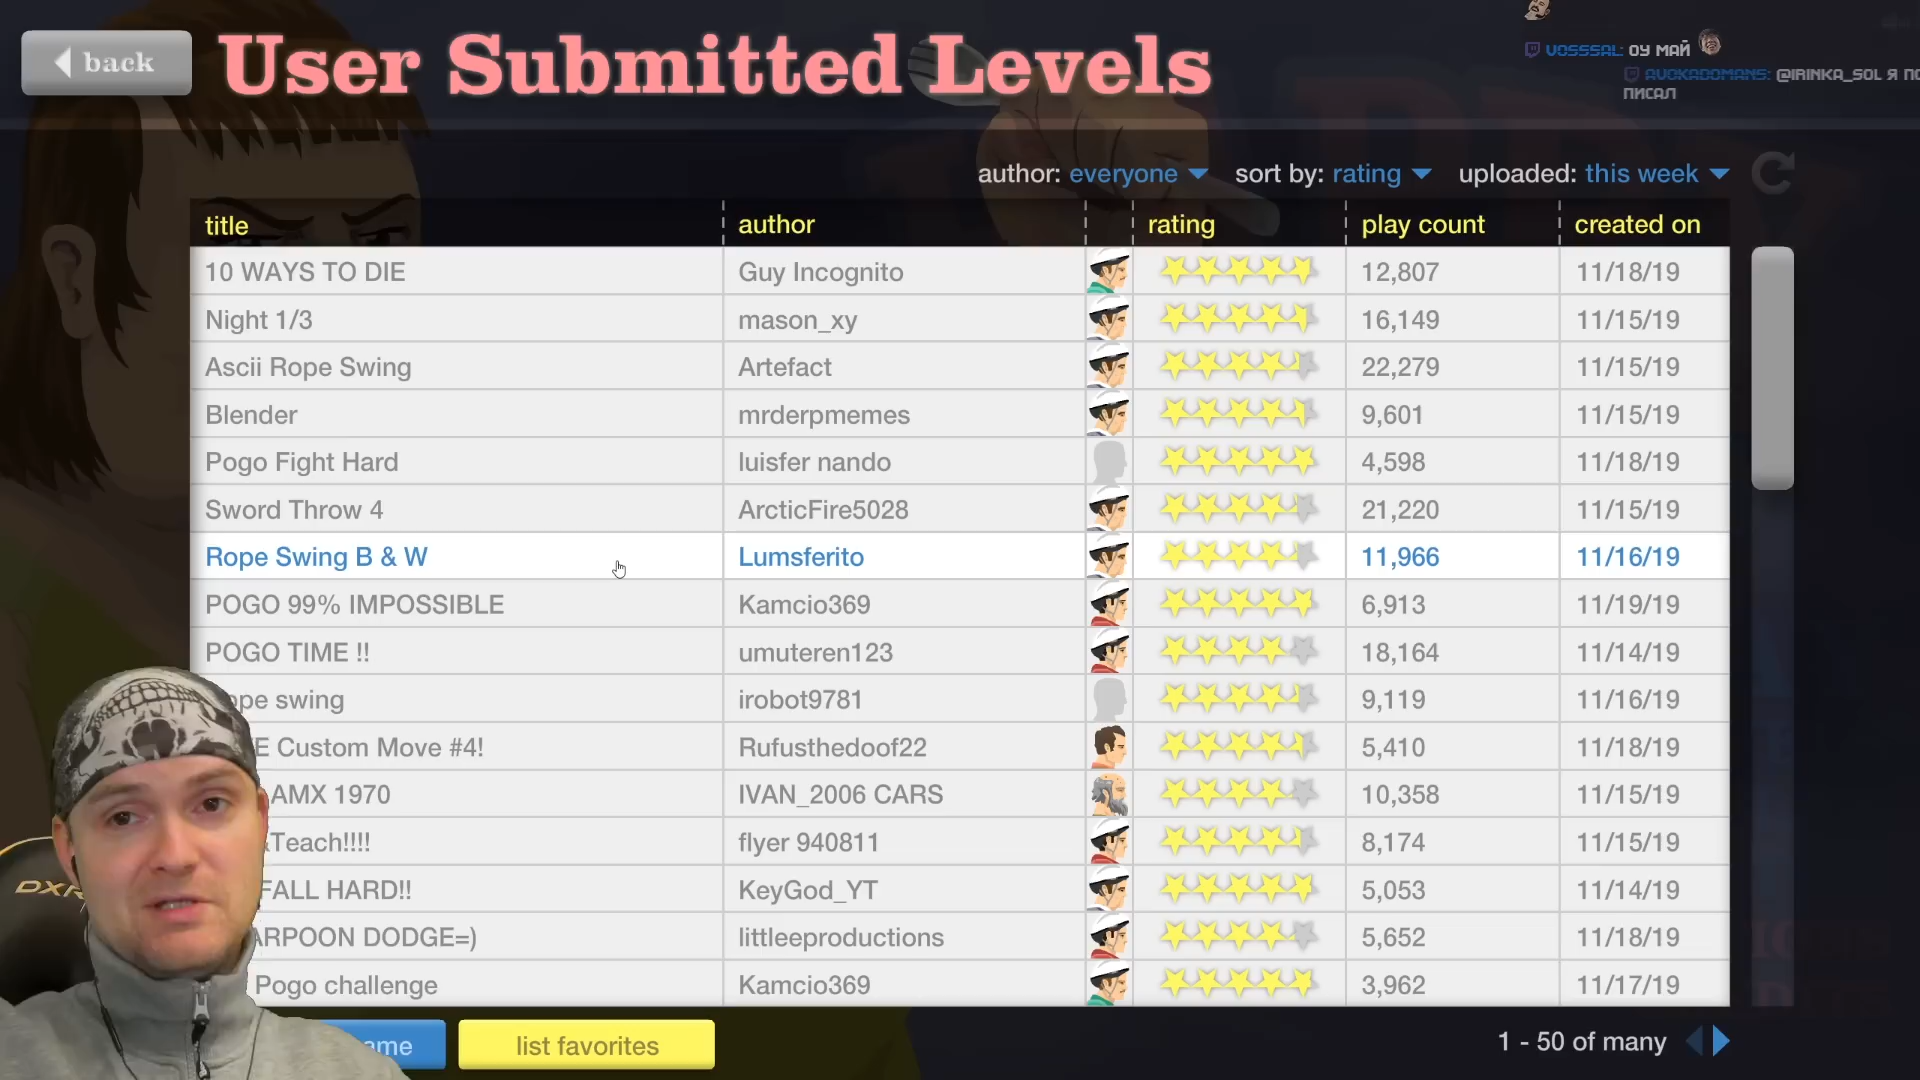 back
User Submitted Levels
VOSSSAL: ОУ МАЙ
AVOKADOMANS: @IRINKA_SOL Я ПО
ПИСАЛ
author: everyone sort by: rating uploaded: this week
title author rating play count created on
10 WAYS TO DIE Guy Incognito 12,807 11/18/19
Night 1/3 mason_xy 16,149 11/15/19
Ascii Rope Swing Artefact 22,279 11/15/19
Blender mrderpmemes 9,601 11/15/19
Pogo Fight Hard luisfer nando 4,598 11/18/19
Sword Throw 4 ArcticFire5028 21,220 11/15/19
Rope Swing B & W Lumsferito 11,966 11/16/19
POGO 99% IMPOSSIBLE Kamcio369 6,913 11/19/19
POGO TIME !! umuteren123 18,164 11/14/19
ope swing irobot9781 9,119 11/16/19
E Custom Move #4! Rufusthedoof22 5,410 11/18/19
AMX 1970 IVAN_2006 CARS 10,358 11/15/19
Teach!!!! flyer 940811 8,174 11/15/19
FALL HARD!! KeyGod_YT 5,053 11/14/19
ARPOON DODGE=) littleeproductions 5,652 11/18/19
Pogo challenge Kamcio369 3,962 11/17/19
DXR
ame list favorites 1 - 50 of many